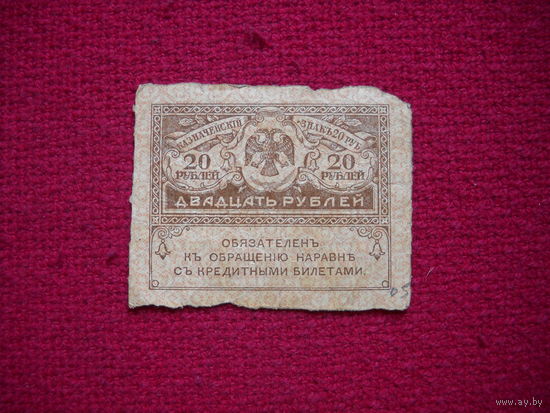 КАЗНАЧЕЙСКІЙ ЗНАКЪ 20 РУБ.
20 РУБЛЕЙ 20 РУБЛЕЙ
ДВАДЦАТЬ РУБЛЕЙ
ОБЯЗАТЕЛЕНЪ
КЪ ОБРАЩЕНІЮ НАРАВНѢ
СЪ КРЕДИТНЫМИ БИЛЕТАМИ.
05
www.ay.by